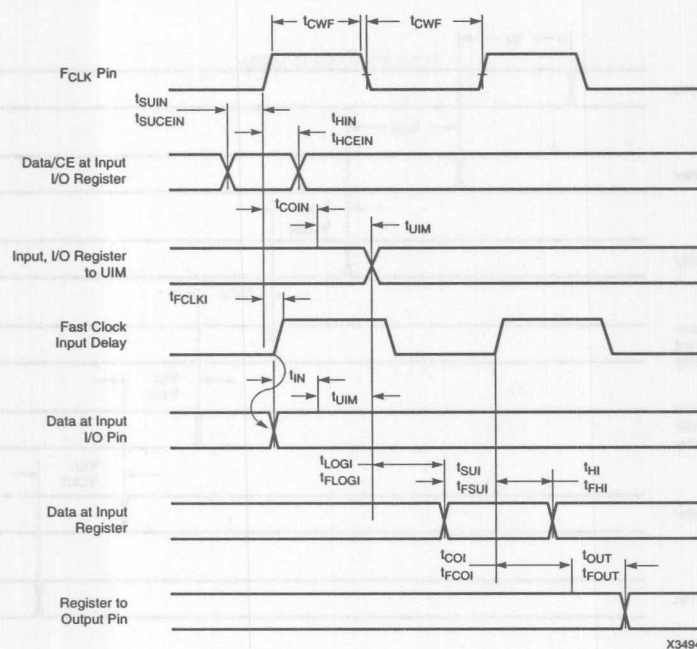 tCWF
tCWF
FCLK Pin
tSUIN
tSUCEIN
tHIN
tHCEIN
Data/CE at Input
I/O Register
tCOIN
tUIM
Input, I/O Register
to UIM
tFCLKI
Fast Clock
Input Delay
tIN
tUIM
Data at Input
I/O Pin
tLOGI
tFLOGI
tSUI
tFSUI
tHI
tFHI
Data at Input
Register
tCOI
tFCOI
tOUT
tFOUT
Register to
Output Pin
X3494